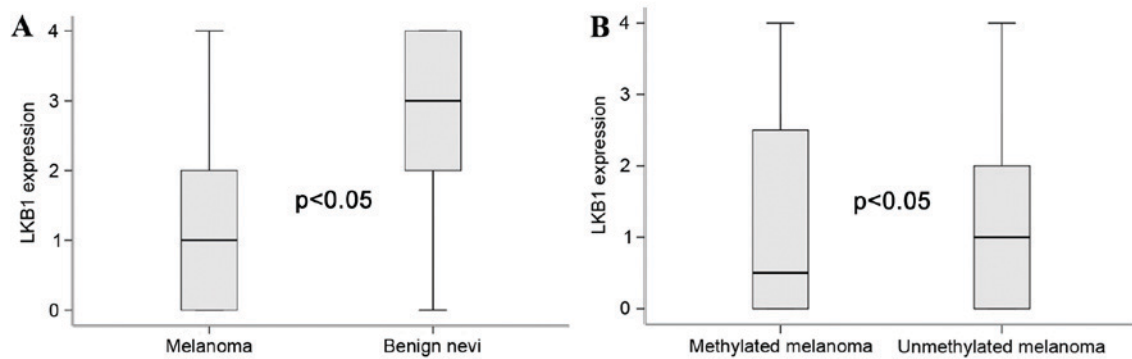 A
LKB1 expression
4
3
2
1
0
p<0.05
Melanoma
Benign nevi
B
LKB1 expression
4
3
2
1
0
p<0.05
Methylated melanoma
Unmethylated melanoma